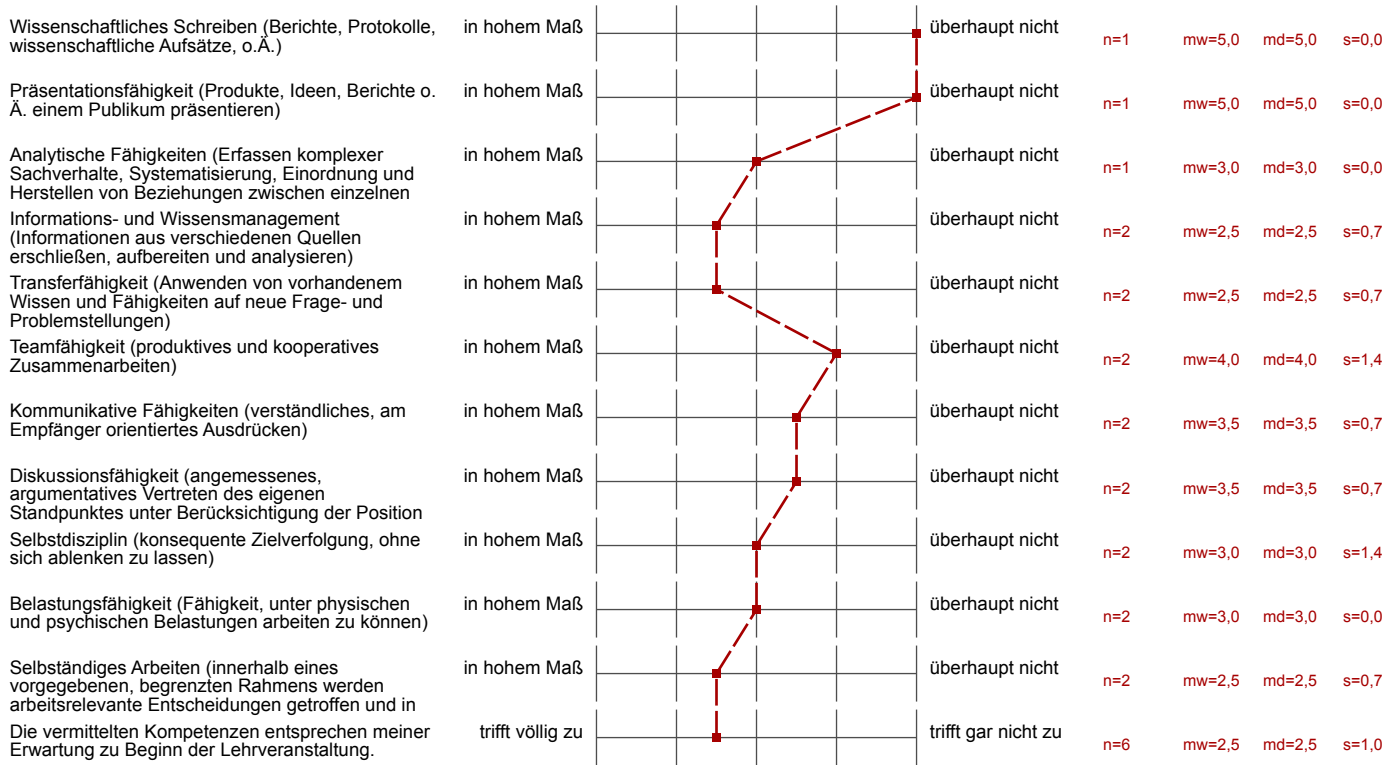 Wissenschaftliches Schreiben (Berichte, Protokolle,
wissenschaftliche Aufsätze, o.Ä.)
in hohem Maß
überhaupt nicht
n=1 mw=5,0 md=5,0 s=0,0
Präsentationsfähigkeit (Produkte, Ideen, Berichte o.
Ä. einem Publikum präsentieren)
in hohem Maß
überhaupt nicht
n=1 mw=5,0 md=5,0 s=0,0
Analytische Fähigkeiten (Erfassen komplexer
Sachverhalte, Systematisierung, Einordnung und
Herstellen von Beziehungen zwischen einzelnen
in hohem Maß
überhaupt nicht
n=1 mw=3,0 md=3,0 s=0,0
Informations- und Wissensmanagement
(Informationen aus verschiedenen Quellen
erschließen, aufbereiten und analysieren)
in hohem Maß
überhaupt nicht
n=2 mw=2,5 md=2,5 s=0,7
Transferfähigkeit (Anwenden von vorhandenem
Wissen und Fähigkeiten auf neue Frage- und
Problemstellungen)
in hohem Maß
überhaupt nicht
n=2 mw=2,5 md=2,5 s=0,7
Teamfähigkeit (produktives und kooperatives
Zusammenarbeiten)
in hohem Maß
überhaupt nicht
n=2 mw=4,0 md=4,0 s=1,4
Kommunikative Fähigkeiten (verständliches, am
Empfänger orientiertes Ausdrücken)
in hohem Maß
überhaupt nicht
n=2 mw=3,5 md=3,5 s=0,7
Diskussionsfähigkeit (angemessenes,
argumentatives Vertreten des eigenen
Standpunktes unter Berücksichtigung der Position
in hohem Maß
überhaupt nicht
n=2 mw=3,5 md=3,5 s=0,7
Selbstdisziplin (konsequente Zielverfolgung, ohne
sich ablenken zu lassen)
in hohem Maß
überhaupt nicht
n=2 mw=3,0 md=3,0 s=1,4
Belastungsfähigkeit (Fähigkeit, unter physischen
und psychischen Belastungen arbeiten zu können)
in hohem Maß
überhaupt nicht
n=2 mw=3,0 md=3,0 s=0,0
Selbständiges Arbeiten (innerhalb eines
vorgegebenen, begrenzten Rahmens werden
arbeitsrelevante Entscheidungen getroffen und in
in hohem Maß
überhaupt nicht
n=2 mw=2,5 md=2,5 s=0,7
Die vermittelten Kompetenzen entsprechen meiner
Erwartung zu Beginn der Lehrveranstaltung.
trifft völlig zu
trifft gar nicht zu
n=6 mw=2,5 md=2,5 s=1,0